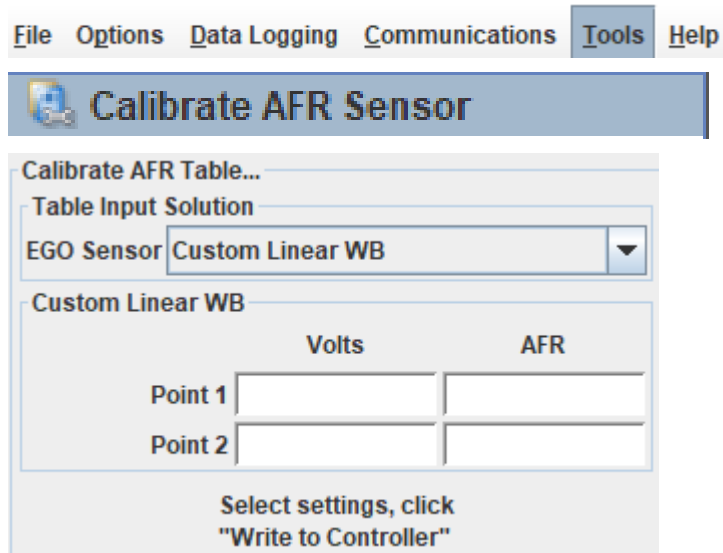 File Options Data Logging Communications Tools Help
Calibrate AFR Sensor
Calibrate AFR Table...
Table Input Solution
EGO Sensor Custom Linear WB
Custom Linear WB
Volts AFR
Point 1
Point 2
Select settings, click
"Write to Controller"